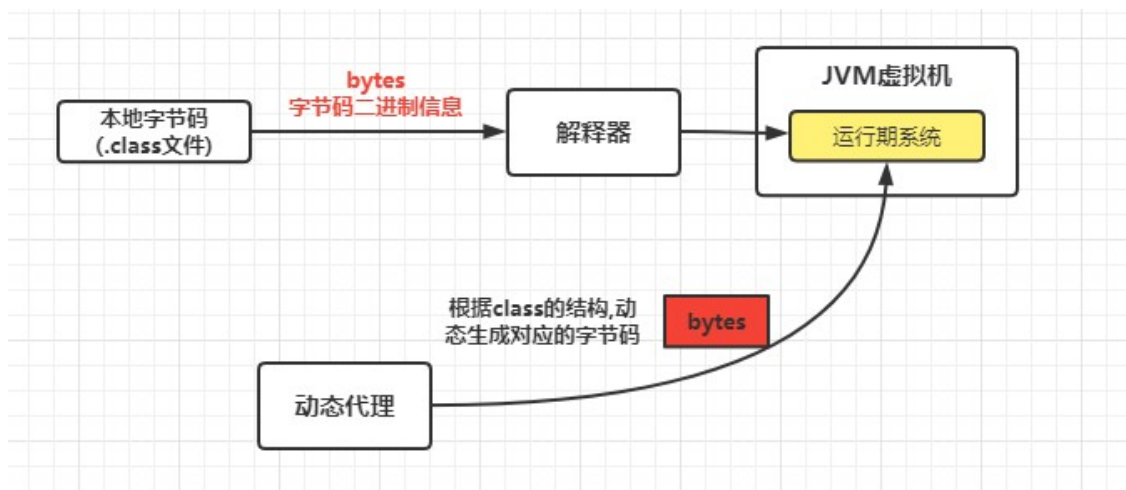 bytes
字节码二进制信息
本地字节码
(.class文件)
解释器
JVM虚拟机
运行期系统
根据class的结构,动
态生成对应的字节码
bytes
动态代理